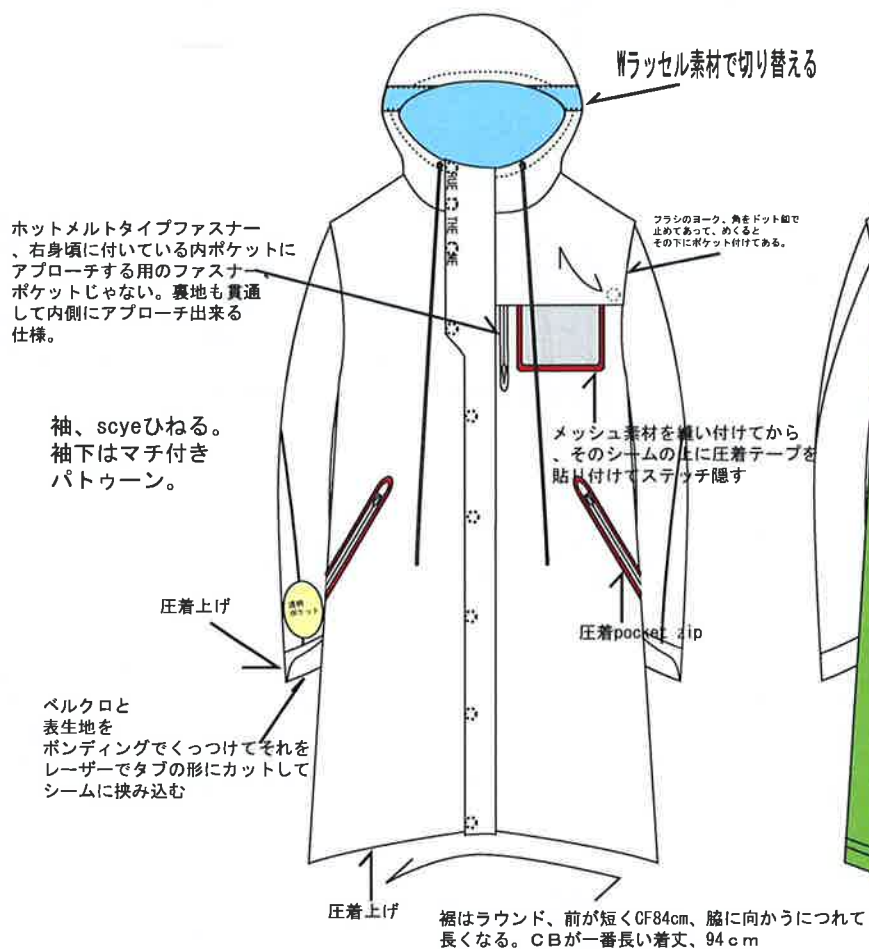 Wラッセル素材で切り替える
RUE
THE
ONE
フラシのヨーク、角をドット釦で
止めてあって、めくると
その下にポケット付けてある。
ホットメルトタイプファスナー
、右身頃に付いている内ポケットに
アプローチする用のファスナー、
ポケットじゃない。裏地も貫通
して内側にアプローチ出来る
仕様。
袖、scyeひねる。
袖下はマチ付き
パトゥーン。
メッシュ素材を縫い付けてから
、そのシームの上に圧着テープを
貼り付けてステッチ隠す
ポケット
圧着上げ
圧着pocket zip
ベルクロと
表生地を
ボンディングでくっつけてそれを
レーザーでタブの形にカットして
シームに挟み込む
圧着上げ
裾はラウンド、前が短くCF84cm、脇に向かうにつれて
長くなる。CBが一番長い着丈、94cm